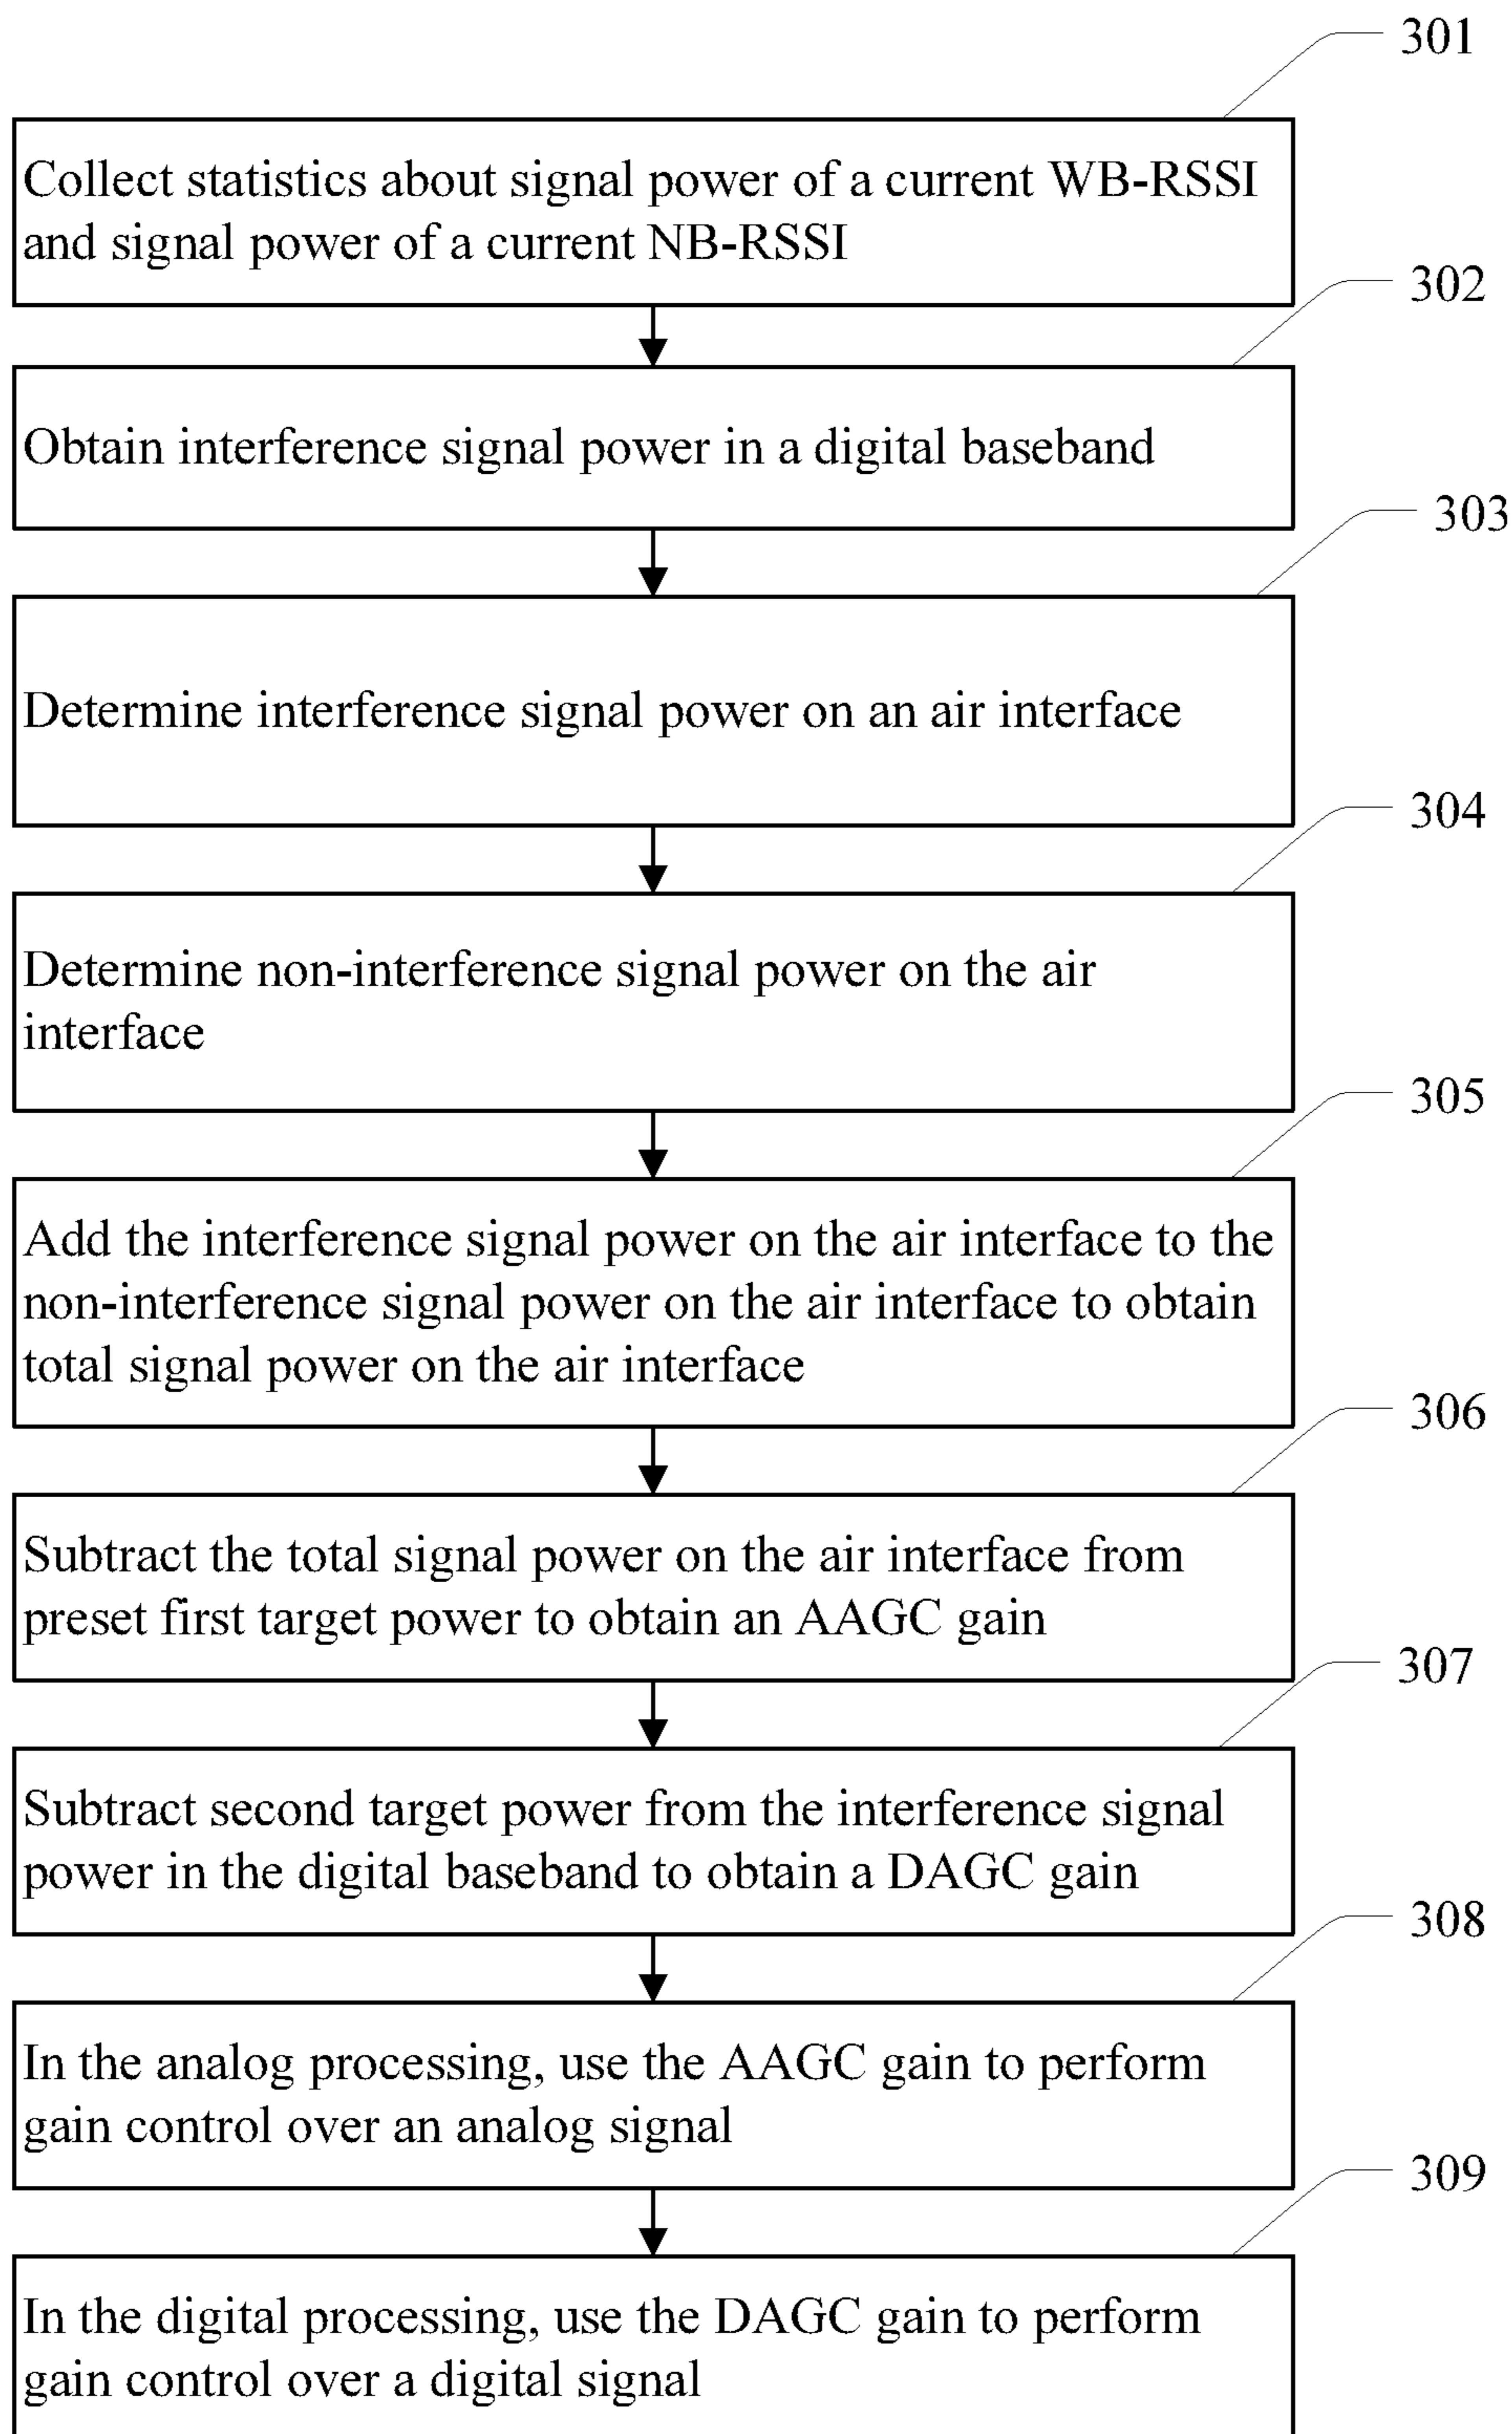 301
Collect statistics about signal power of a current WB-RSSI
and signal power of a current NB-RSSI
302
Obtain interference signal power in a digital baseband
303
Determine interference signal power on an air interface
304
Determine non-interference signal power on the air
interface
305
Add the interference signal power on the air interface to the
non-interference signal power on the air interface to obtain
total signal power on the air interface
306
Subtract the total signal power on the air interface from
preset first target power to obtain an AAGC gain
307
Subtract second target power from the interference signal
power in the digital baseband to obtain a DAGC gain
308
In the analog processing, use the AAGC gain to perform
gain control over an analog signal
309
In the digital processing, use the DAGC gain to perform
gain control over a digital signal